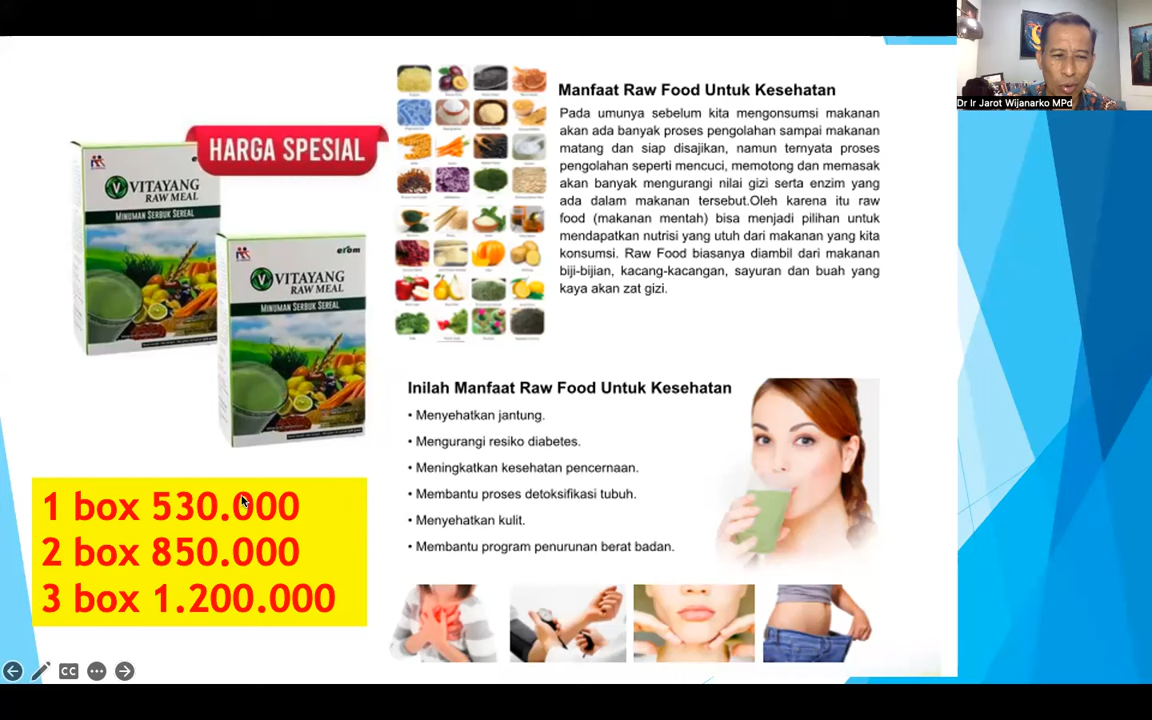 HARGA SPESIAL
VITAYANG
RAW MEAL
MINUMAN SERBUK SEREAL
erom
VITAYANG
RAW MEAL
MINUMAN SERBUK SEREAL
1 box 530.000
2 box 850.000
3 box 1.200.000
Manfaat Raw Food Untuk Kesehatan
Pada umunya sebelum kita mengonsumsi makanan
akan ada banyak proses pengolahan sampai makanan
matang dan siap disajikan, namun ternyata proses
pengolahan seperti mencuci, memotong dan memasak
akan banyak mengurangi nilai gizi serta enzim yang
ada dalam makanan tersebut.Oleh karena itu raw
food (makanan mentah) bisa menjadi pilihan untuk
mendapatkan nutrisi yang utuh dari makanan yang kita
konsumsi. Raw Food biasanya diambil dari makanan
biji-bijian, kacang-kacangan, sayuran dan buah yang
kaya akan zat gizi.
Inilah Manfaat Raw Food Untuk Kesehatan
• Menyehatkan jantung.
• Mengurangi resiko diabetes.
• Meningkatkan kesehatan pencernaan.
• Membantu proses detoksifikasi tubuh.
• Menyehatkan kulit.
• Membantu program penurunan berat badan.
Dr Ir Jarot Wijanarko MPd
CC